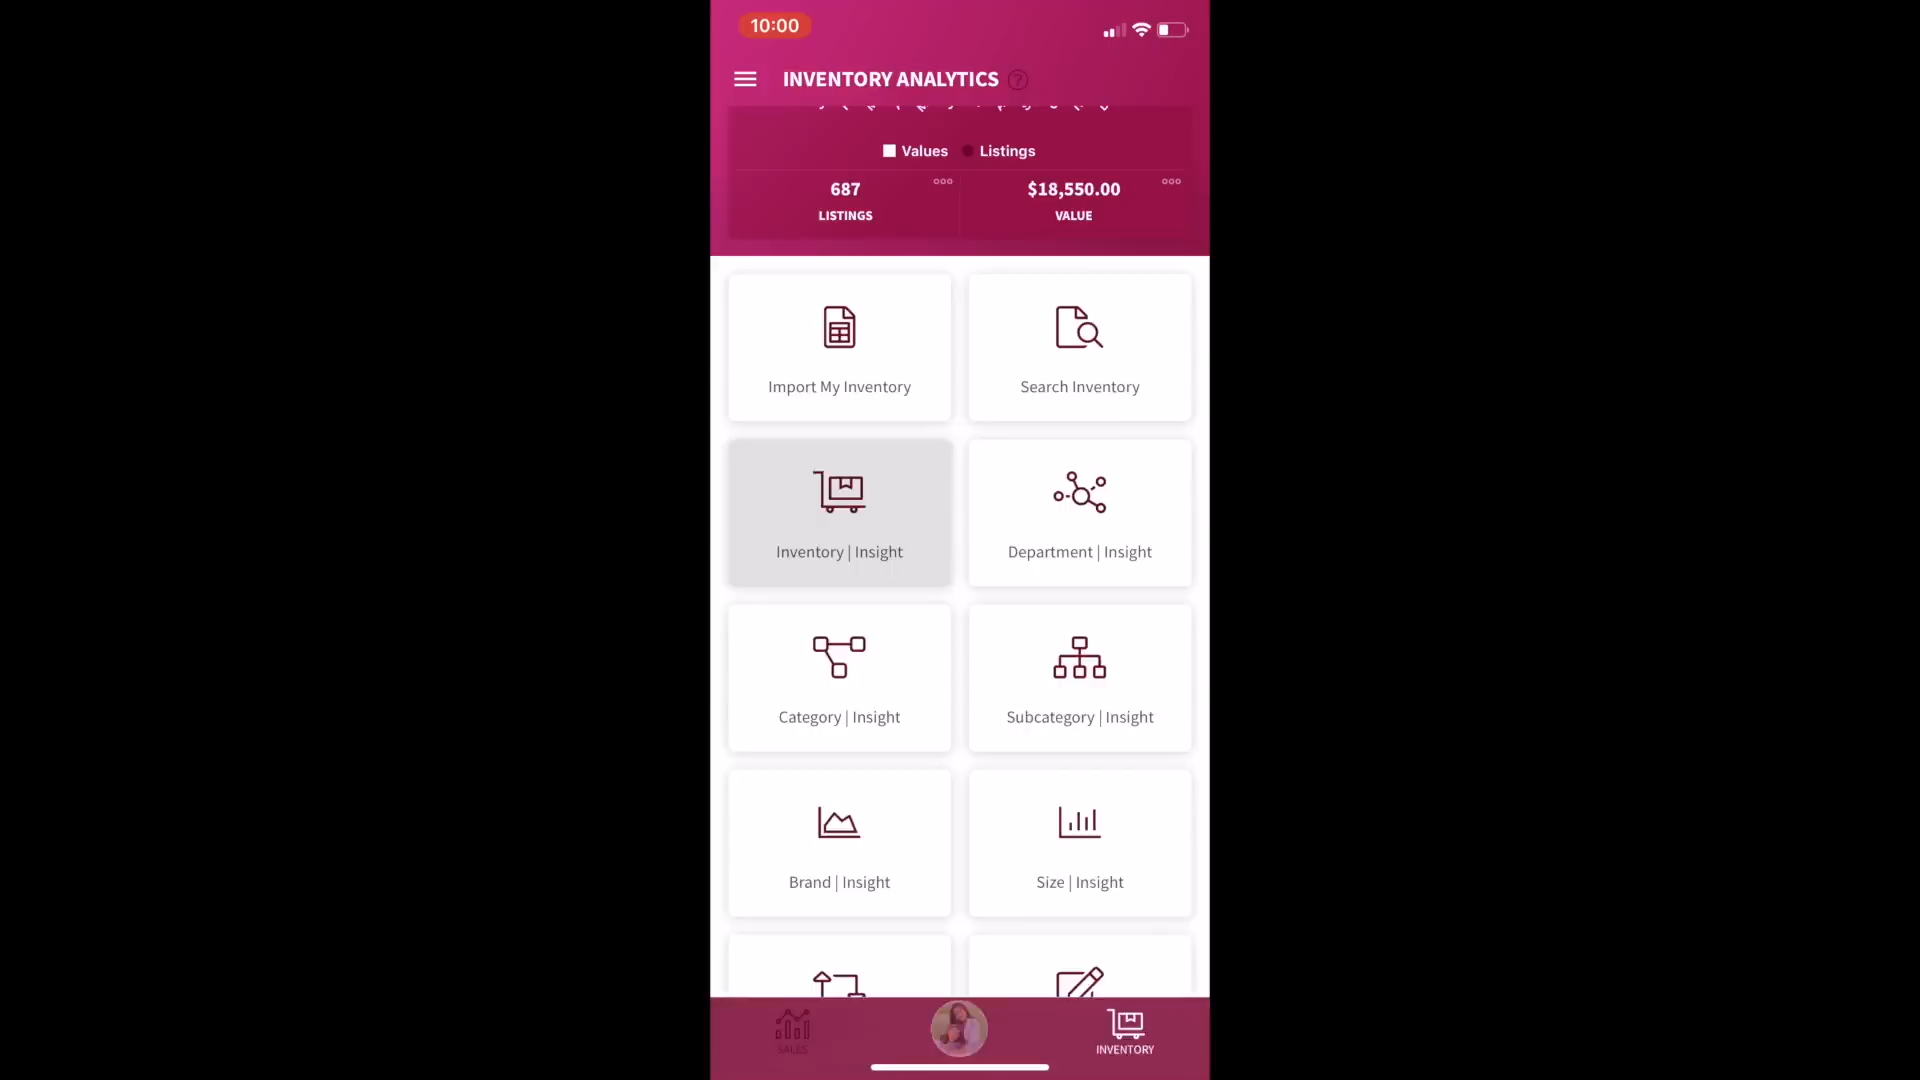 10:00
INVENTORY ANALYTICS ?
Values Listings
687 $18,550.00
LISTINGS VALUE
Import My Inventory Search Inventory
Inventory | Insight Department | Insight
Category | Insight Subcategory | Insight
Brand | Insight Size | Insight
SALES INVENTORY